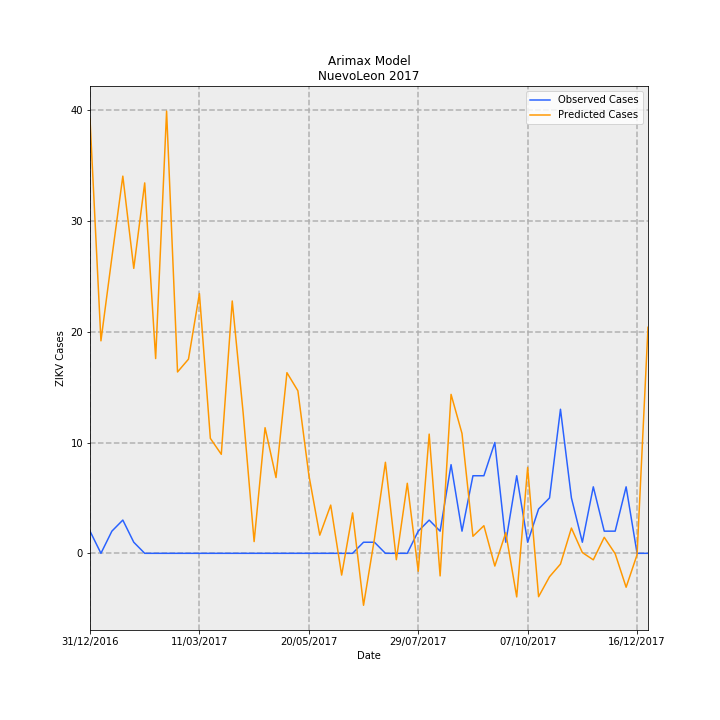 Arimax Model
NuevoLeon 2017
Observed Cases
Predicted Cases
40
30
20
10
0
ZIKV Cases
31/12/2016 11/03/2017 20/05/2017 29/07/2017 07/10/2017 16/12/2017
Date